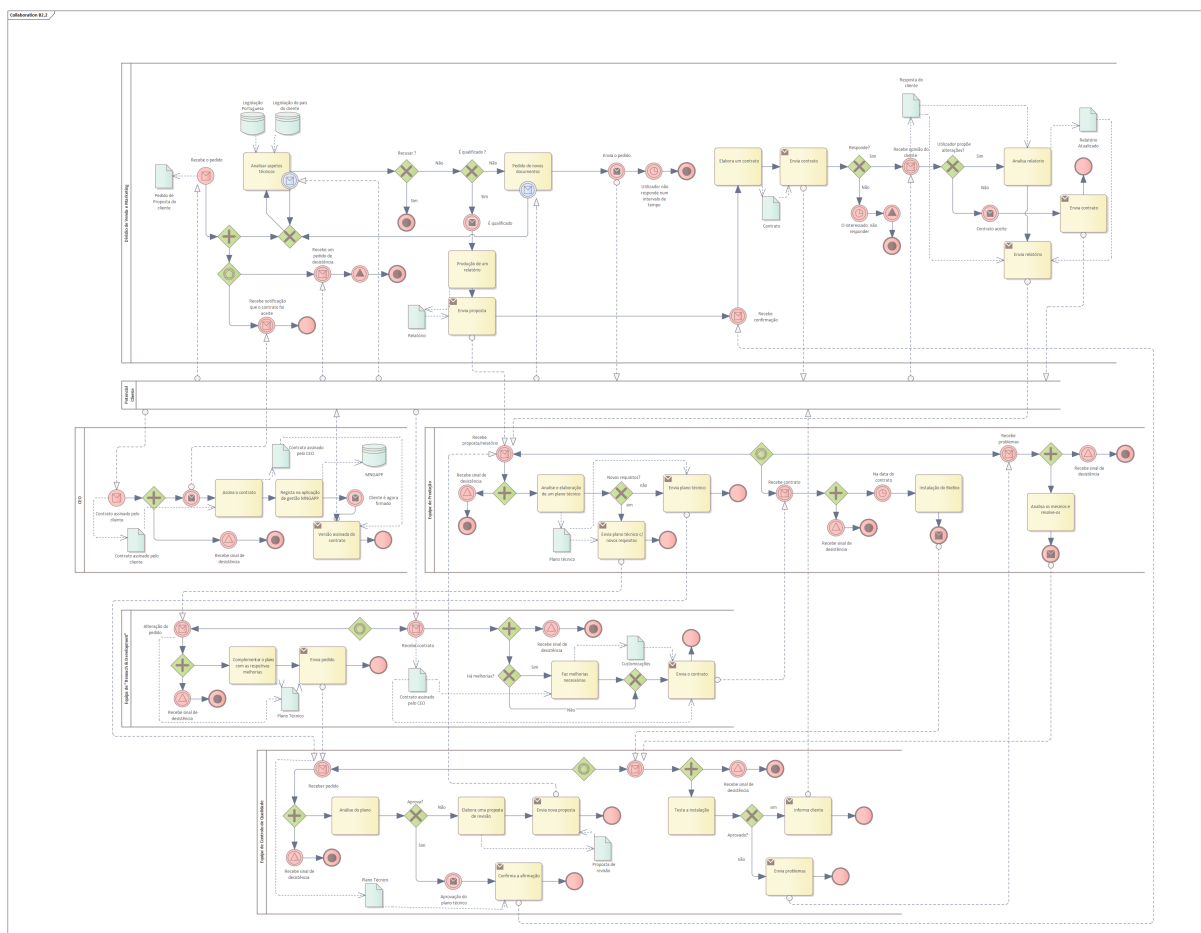 Collaboration B2.2
Divisão de Venda e Marketing
Legislação
Portuguesa
Legislação do país
do cliente
Recebe o pedido
Pedido de
Proposta do
cliente
Analisar aspetos
técnicos
Recusar ?
Não
Sim
É qualificado ?
Não
Sim
É qualificado
Pedido de novos
documentos
Envia o pedido
Utilizador não
responde num
intervalo de
tempo
Recebe um
pedido de
desistência
Recebe notificação
que o contrato foi
aceite
Produção de um
relatório
Envia proposta
Relatório
Recebe
confirmação
Elabora um contrato
Contrato
Envia contrato
Responde?
Sim
Não
O interessado não
responder
Resposta do
cliente
Recebe opinião do
cliente
Utilizador propõe
alterações?
Sim
Não
Contrato aceite
Analisa relatório
Relatório
Atualizado
Envia contrato
Envia relatório
Potencial
Cliente
CEO
Contrato assinado pelo
cliente
Contrato assinado pelo
cliente
Assina o contrato
Contrato assinado
pelo CEO
Regista na aplicação
de gestão MNGAPP
MNGAPP
Cliente é agora
firmado
Versão assinada do
contrato
Recebe sinal de
desistência
Equipa de Produção
Recebe
proposta/relatório
Recebe sinal de
desistência
Analise e elaboração
de um plano técnico
Plano técnico
Novos requisitos?
não
sim
Envia plano técnico
Envia plano técnico c/
novos requisitos
Recebe contrato
Na data do
contrato
Recebe sinal de
desistência
Recebe
problemas
Recebe sinal de
desistência
Analisa os mesmos e
resolve-os
Alteração do
pedido
Complementar o plano
com as respetivas
melhorias
Envia pedido
Plano Técnico
Recebe sinal de
desistência
Recebe contrato
Contrato assinado
pelo CEO
Recebe sinal de
desistência
Há melhorias?
Sim
Não
Faz melhorias
necessárias
Customizações
Envia o contrato
Equipa de Controlo de Qualidade
Receber pedido
Recebe sinal de
desistência
Análise do plano
Aprova?
Não
Sim
Elabora uma proposta
de revisão
Envia nova proposta
Proposta de
revisão
Plano Técnico
Aprovação do
plano técnico
Confirma a afirmação
Recebe sinal de
desistência
Testa a instalação
Aprovado?
sim
não
Informa cliente
Envia problemas